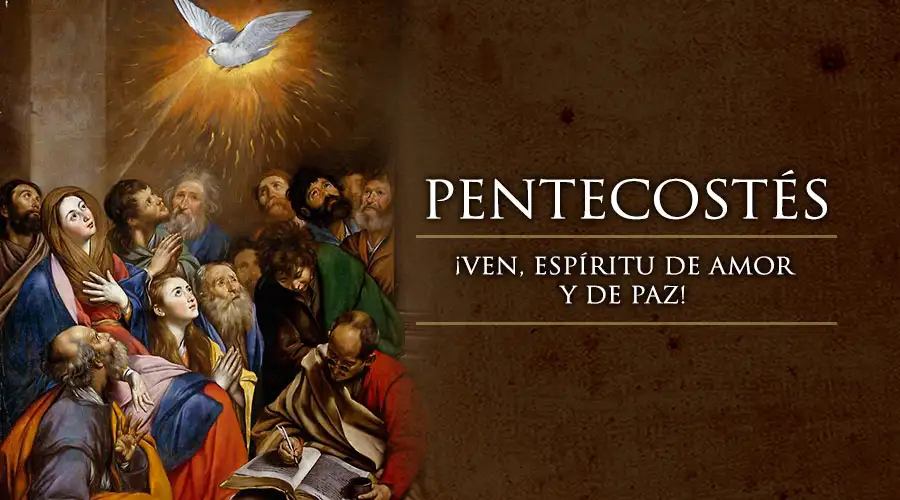 PENTECOSTÉS
¡VEN, ESPÍRITU DE AMOR
Y DE PAZ!